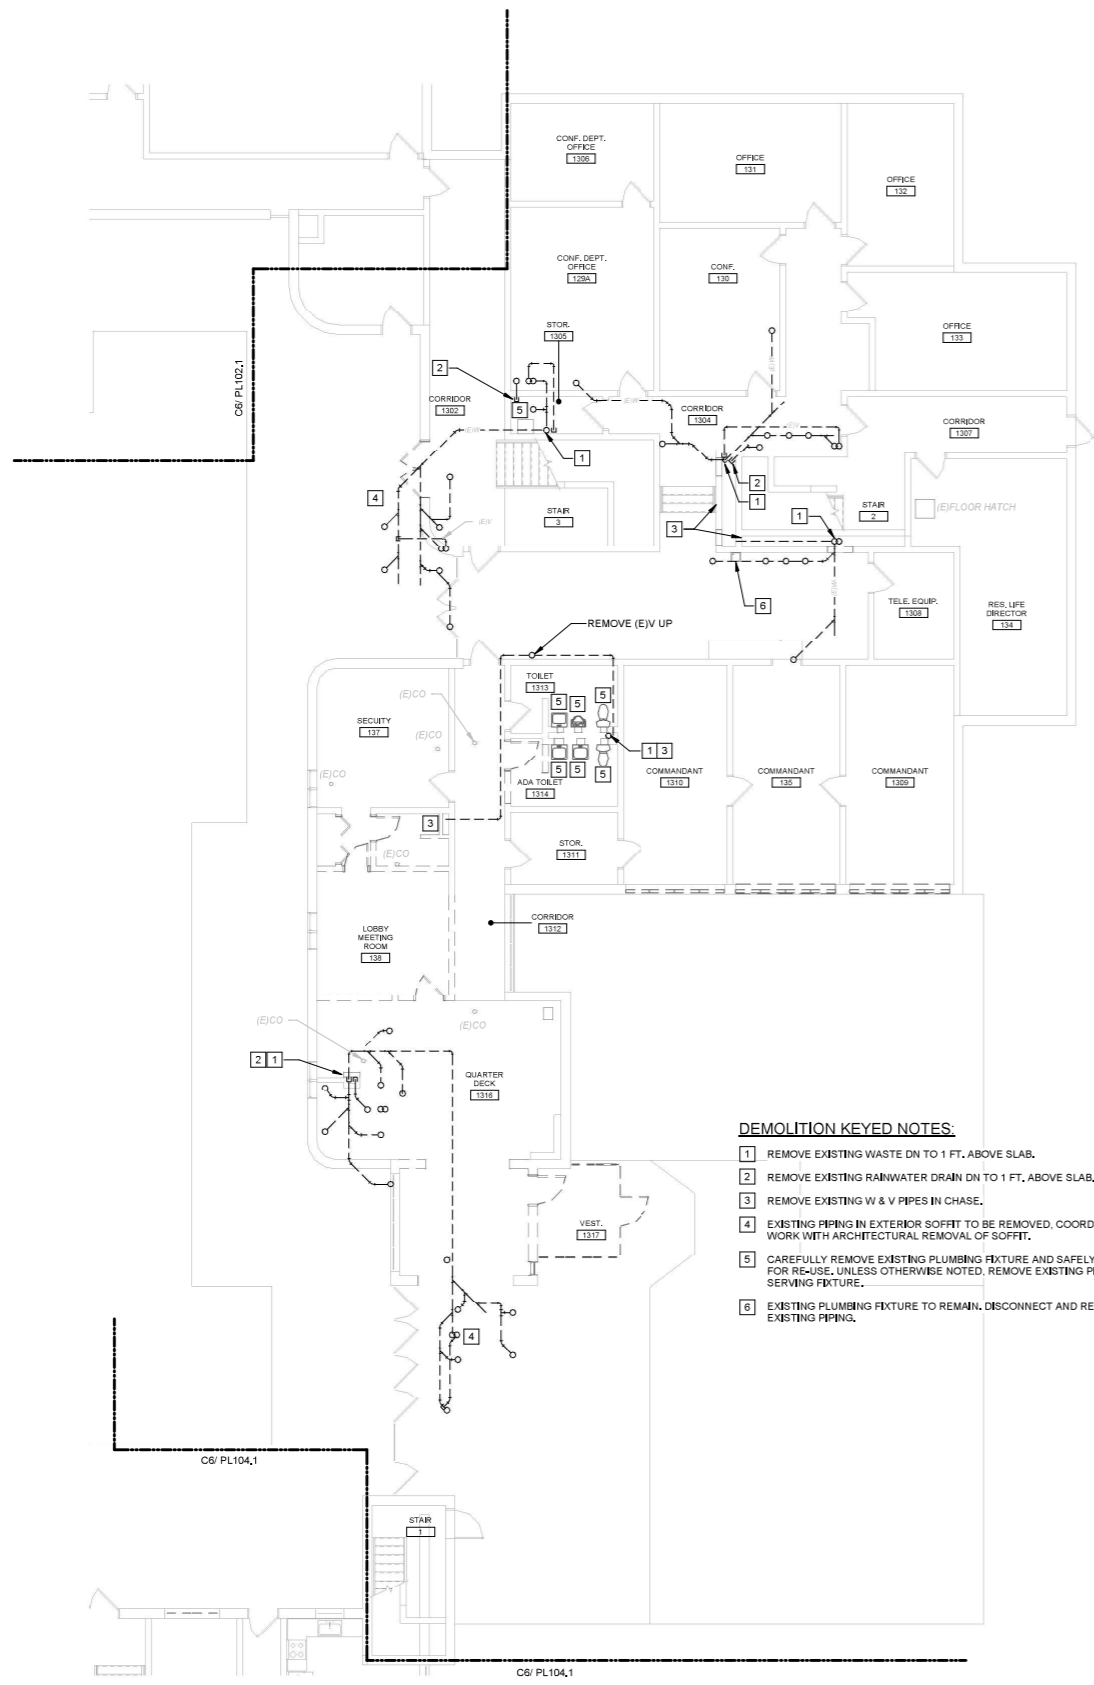 CONF. DEPT.
OFFICE
1306
OFFICE
131
OFFICE
132
CONF. DEPT.
OFFICE
129A
CONF.
130
OFFICE
133
STOR.
1305
C6/ PL102.1
2
5
CORRIDOR
1302
(E)W
(E)W
CORRIDOR
1304
(E)W
(E)W
CORRIDOR
1307
1
2
1
4
STAIR
3
(E)V
3
1
STAIR
2
(E)FLOOR HATCH
6
(E)W
TELE. EQUIP.
1308
RES. LIFE
DIRECTOR
134
REMOVE (E)V UP
TOILET
1313
5
5
5
(E)CO
SECUITY
137
(E)CO
1 3
(E)CO
5
5
5
ADA TOILET
1314
COMMANDANT
1310
COMMANDANT
135
COMMANDANT
1309
3
(E)CO
STOR.
1311
LOBBY
MEETING
ROOM
138
CORRIDOR
1312
(E)CO
(E)CO
2 1
QUARTER
DECK
1316
VEST.
1317
4
DEMOLITION KEYED NOTES:
1 REMOVE EXISTING WASTE DN TO 1 FT. ABOVE SLAB.
2 REMOVE EXISTING RAINWATER DRAIN DN TO 1 FT. ABOVE SLAB.
3 REMOVE EXISTING W & V PIPES IN CHASE.
4 EXISTING PIPING IN EXTERIOR SOFFIT TO BE REMOVED, COORD
WORK WITH ARCHITECTURAL REMOVAL OF SOFFIT.
5 CAREFULLY REMOVE EXISTING PLUMBING FIXTURE AND SAFELY
FOR RE-USE. UNLESS OTHERWISE NOTED, REMOVE EXISTING PI
SERVING FIXTURE.
6 EXISTING PLUMBING FIXTURE TO REMAIN. DISCONNECT AND RE
EXISTING PIPING.
C6/ PL104.1
STAIR
1
C6/ PL104.1